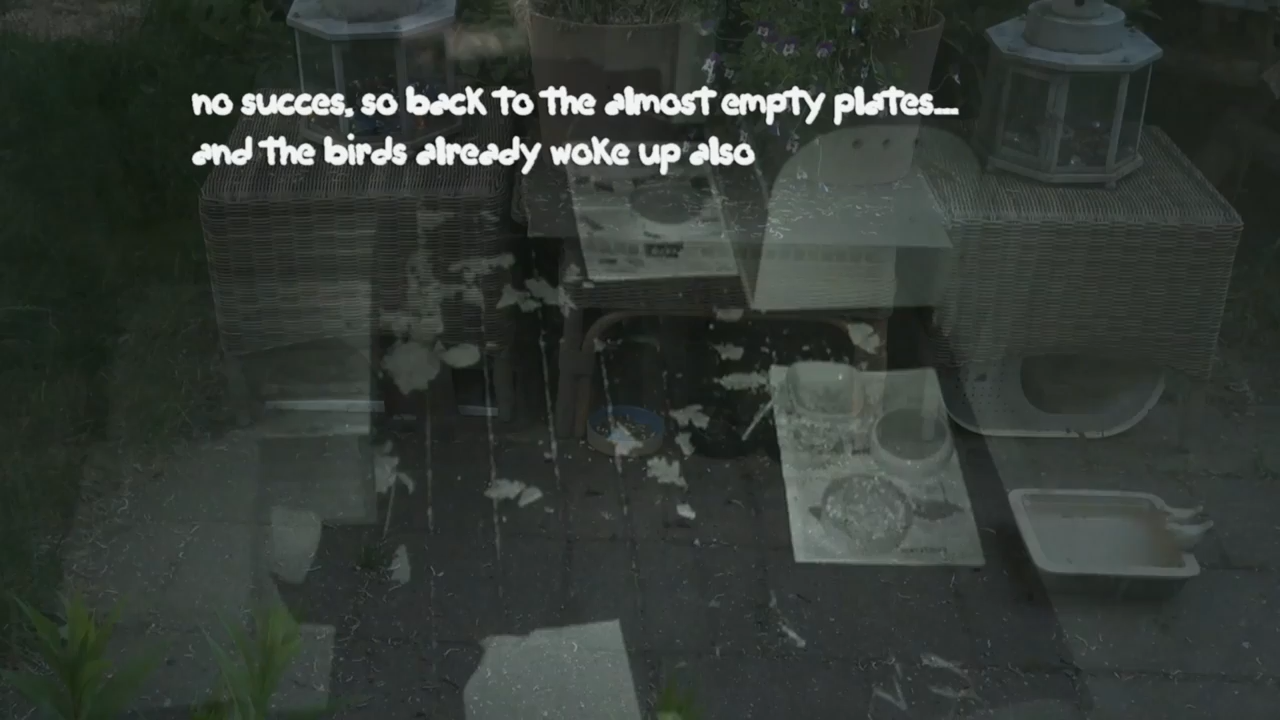 no succes, so back to the almost empty plates....
and the birds already woke up also